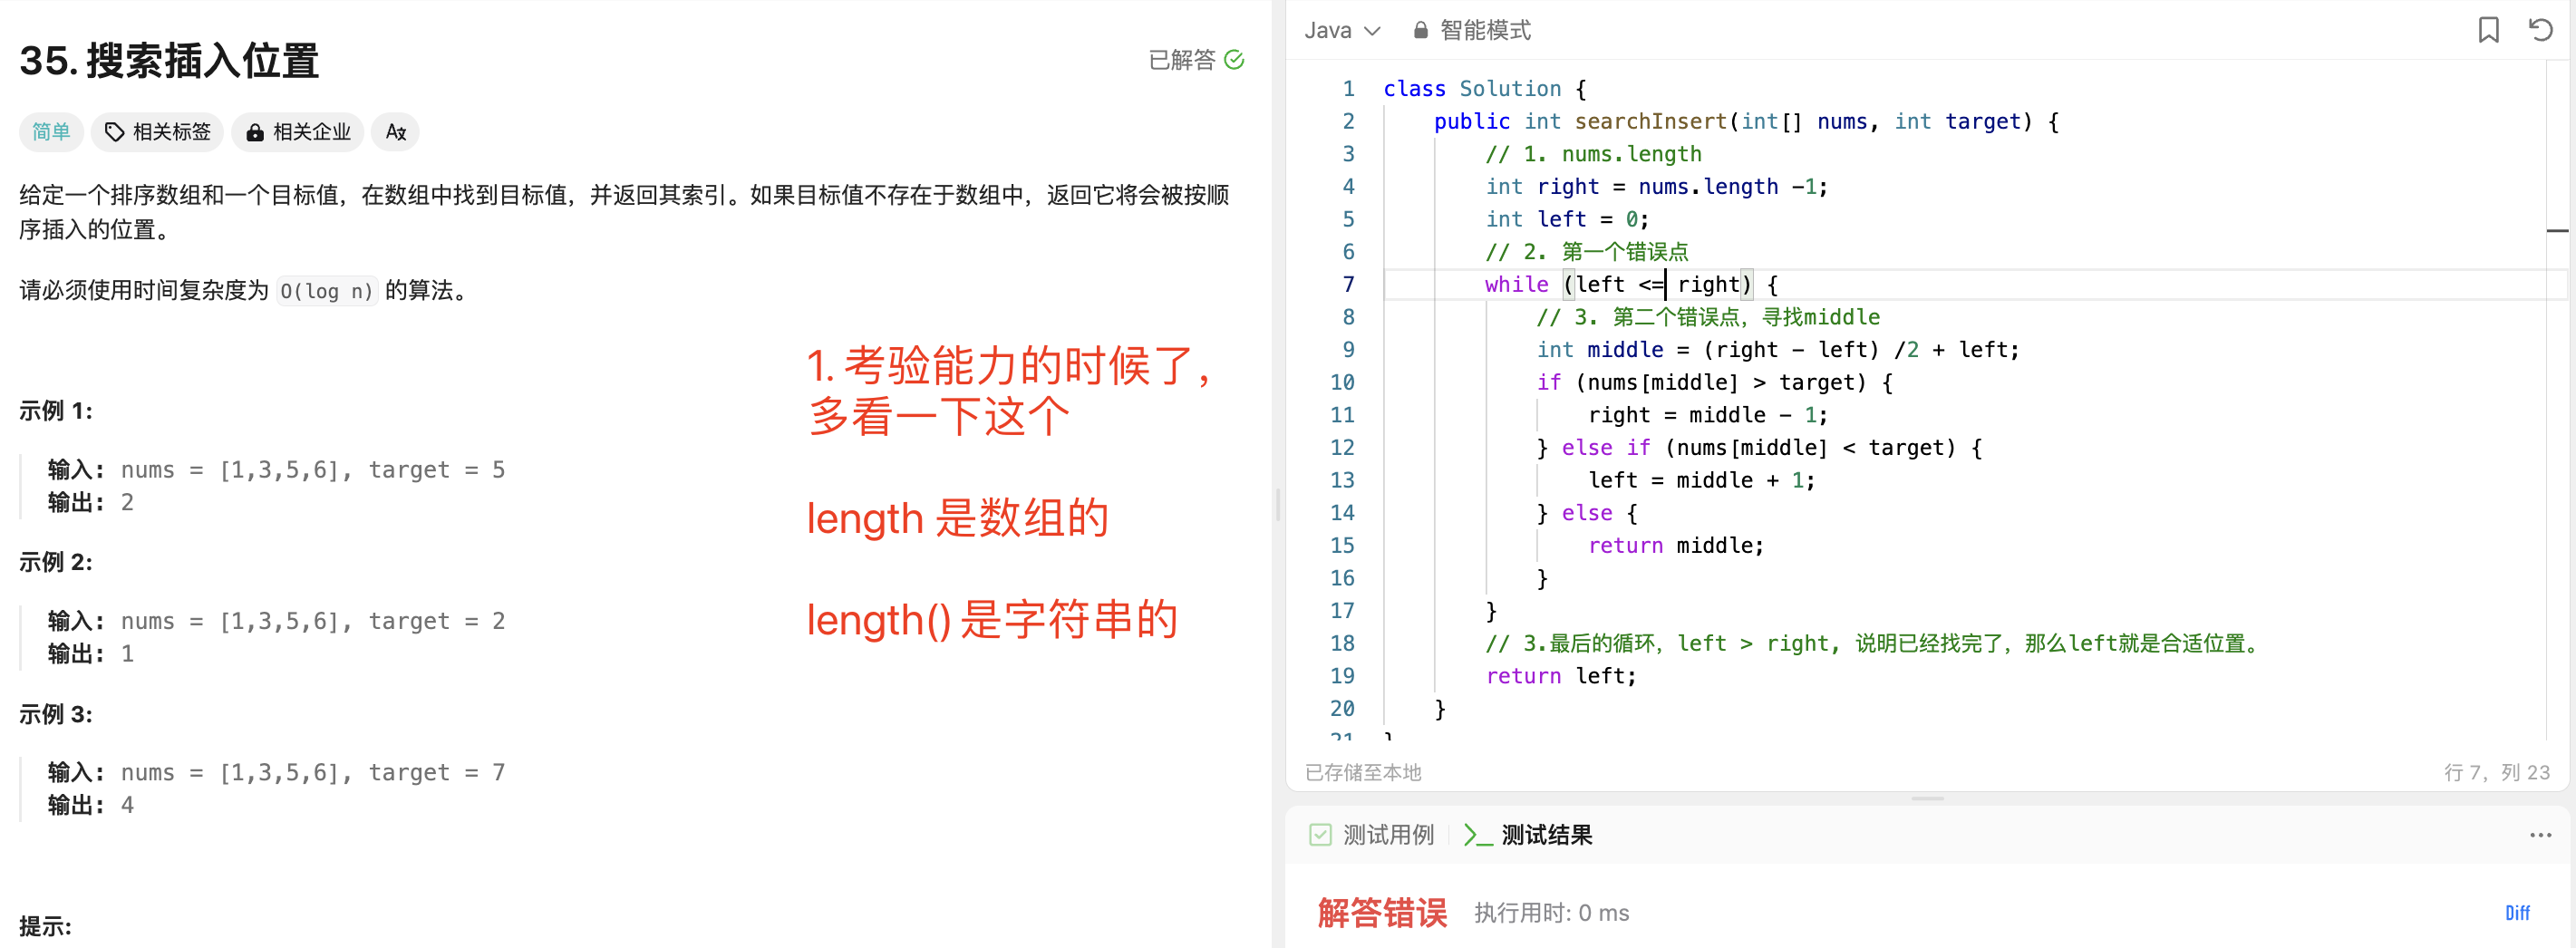 35. 搜索插入位置
已解答
简单
相关标签
相关企业
给定一个排序数组和一个目标值，在数组中找到目标值，并返回其索引。如果目标值不存在于数组中，返回它将会被按顺
序插入的位置。
请必须使用时间复杂度为 O(log n) 的算法。
示例 1:
输入: nums = [1,3,5,6], target = 5
输出: 2
示例 2:
输入: nums = [1,3,5,6], target = 2
输出: 1
示例 3:
输入: nums = [1,3,5,6], target = 7
输出: 4
提示:
1. 考验能力的时候了，
多看一下这个
length 是数组的
length() 是字符串的
Java
智能模式
1 class Solution {
2 public int searchInsert(int[] nums, int target) {
3 // 1. nums.length
4 int right = nums.length -1;
5 int left = 0;
6 // 2. 第一个错误点
7 while (left <= right) {
8 // 3. 第二个错误点，寻找middle
9 int middle = (right - left) /2 + left;
10 if (nums[middle] > target) {
11 right = middle - 1;
12 } else if (nums[middle] < target) {
13 left = middle + 1;
14 } else {
15 return middle;
16 }
17 }
18 // 3.最后的循环，left > right, 说明已经找完了，那么left就是合适位置。
19 return left;
20 }
21 }
已存储至本地
行 7，列 23
测试用例
测试结果
解答错误
执行用时: 0 ms
Diff